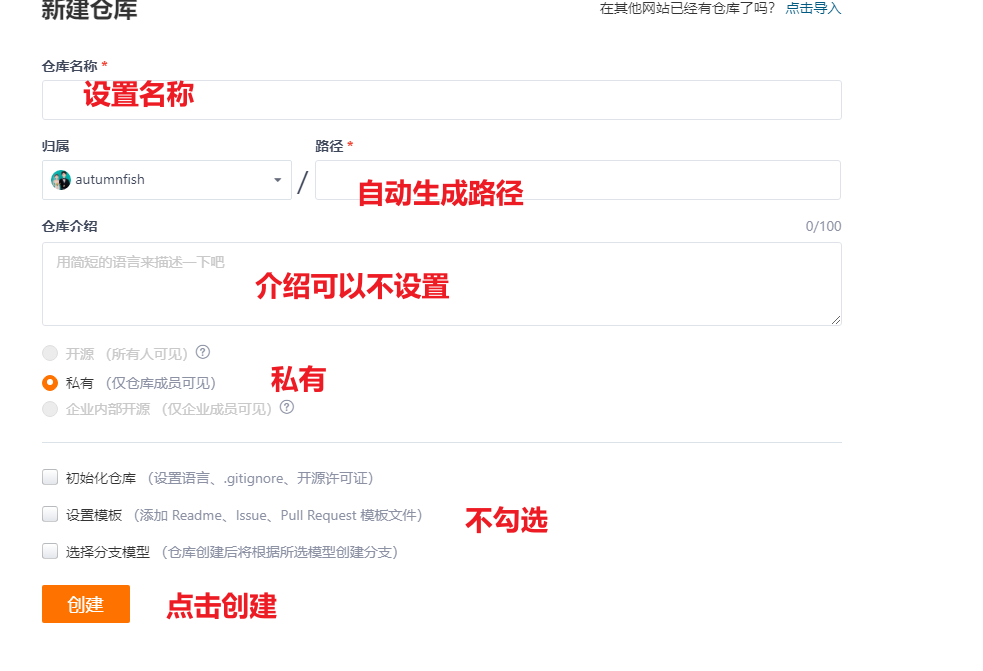 新建仓库
在其他网站已经有仓库了吗? 点击导入
仓库名称 *
设置名称
归属
路径 *
autumnfish
/
自动生成路径
仓库介绍
0/100
用简短的语言来描述一下吧
介绍可以不设置
开源 (所有人可见) ?
私有 (仅仓库成员可见)
私有
企业内部开源 (仅企业成员可见) ?
初始化仓库 (设置语言、.gitignore、开源许可证)
设置模板 (添加 Readme、Issue、Pull Request 模板文件)
不勾选
选择分支模型 (仓库创建后将根据所选模型创建分支)
创建
点击创建